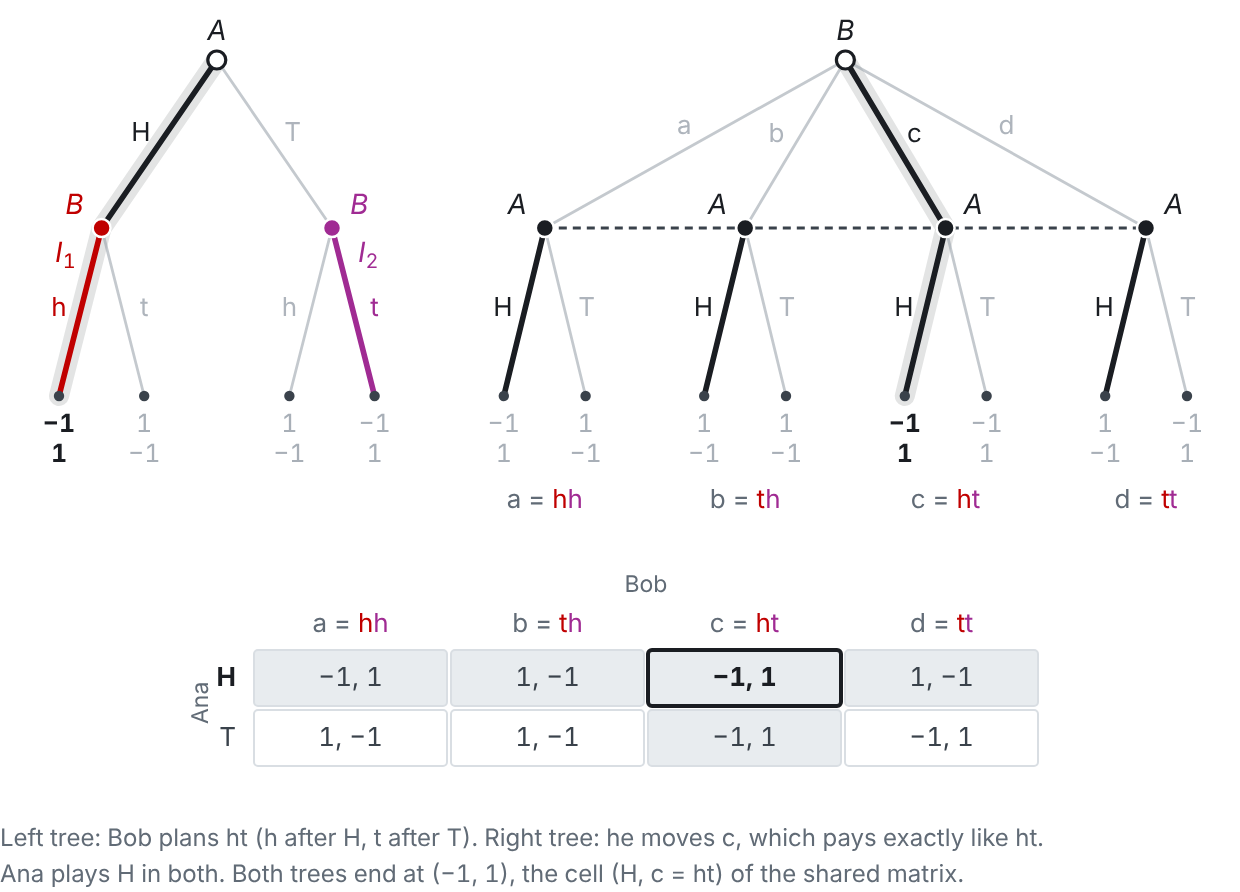 A B
H T a b c d
B B A A A A
I1 I2
h t h t H T H T H T H T
−1 1 1 −1 −1 1 1 1 −1 −1 1 −1
1 −1 −1 1 1 −1 −1 −1 1 1 −1 1
a = hh b = th c = ht d = tt
Bob
a = hh b = th c = ht d = tt
Ana
H −1, 1 1, −1 −1, 1 1, −1
T 1, −1 1, −1 −1, 1 −1, 1
Left tree: Bob plans ht (h after H, t after T). Right tree: he moves c, which pays exactly like ht.
Ana plays H in both. Both trees end at (−1, 1), the cell (H, c = ht) of the shared matrix.